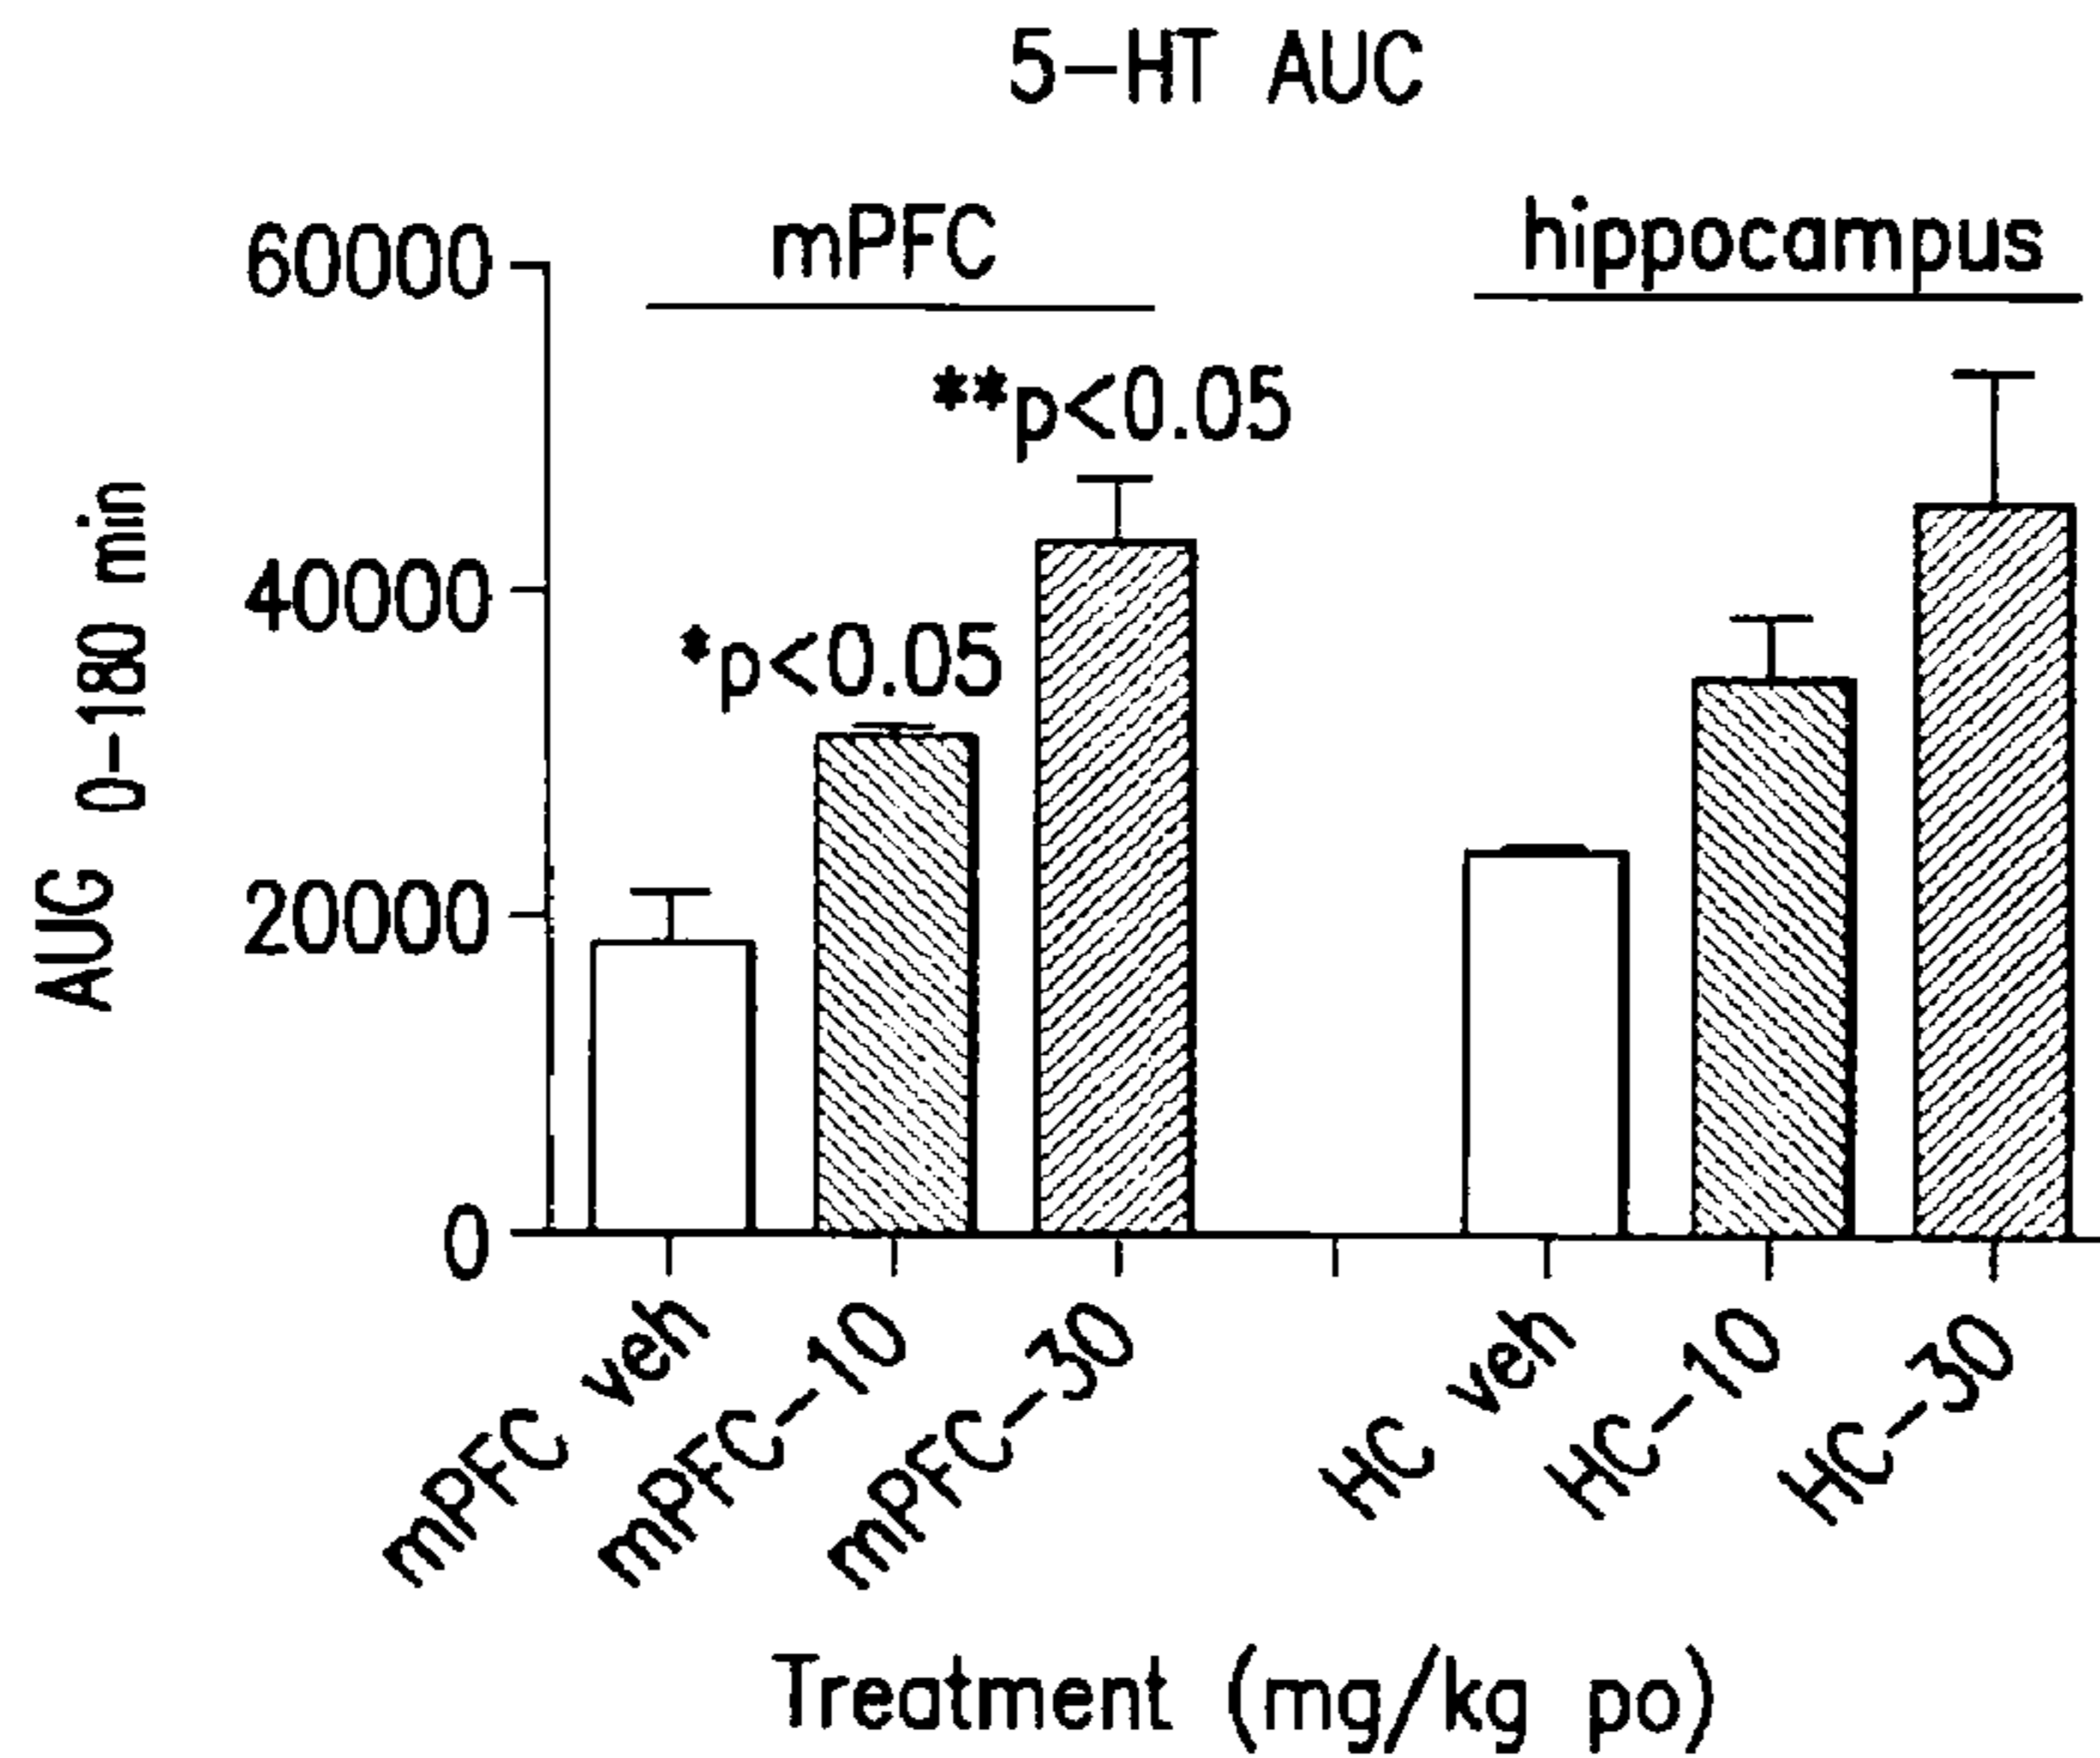 5-HT AUC
mPFC
hippocampus
60000
40000
20000
0
AUG 0-180 min
**p<0.05
*p<0.05
mPFC veh
mPFC-10
mPFC-30
HC veh
HC-10
HC-30
Treatment (mg/kg po)